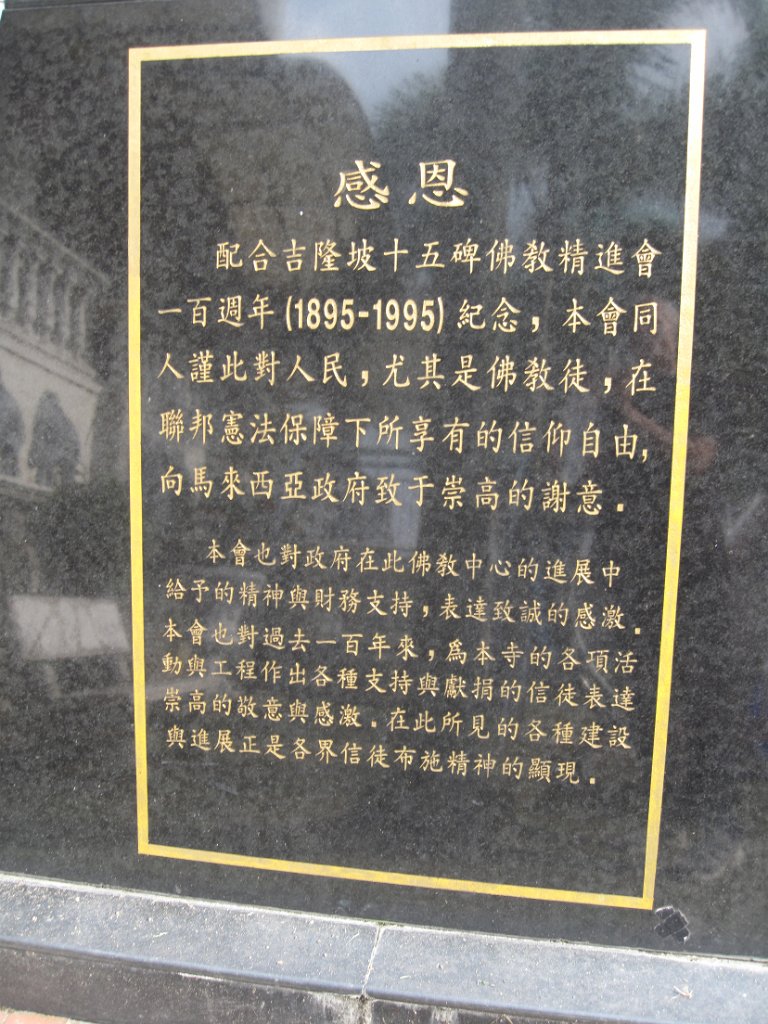 感恩
配合吉隆坡十五碑佛教精進會
一百週年(1895-1995)紀念，本會同
人謹此對人民，尤其是佛教徒，在
聯邦憲法保障下所享有的信仰自由，
向馬來西亞政府致于崇高的謝意．
本會也對政府在此佛教中心的進展中
給予的精神與財務支持，表達致誠的感激．
本會也對過去一百年來，爲本寺的各項活
動與工程作出各種支持與獻捐的信徒表達
崇高的敬意與感激．在此所見的各種建設
與進展正是各界信徒布施精神的顯現．